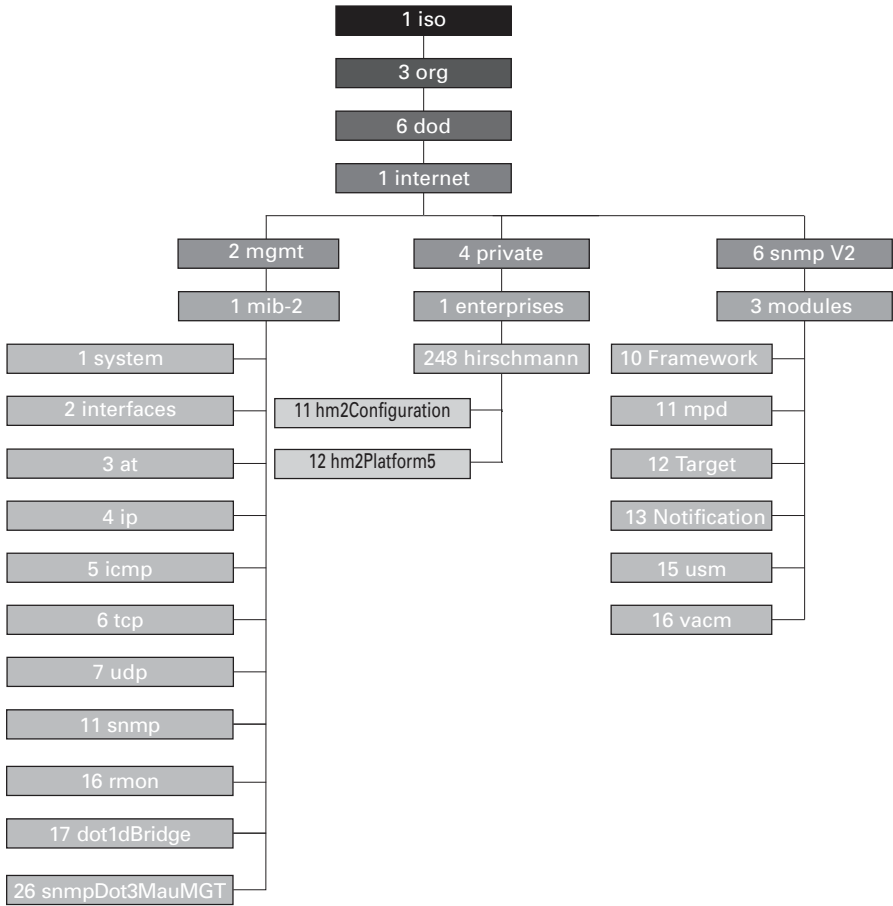 1 iso
3 org
6 dod
1 internet
2 mgmt
4 private
6 snmp V2
1 mib-2
1 enterprises
3 modules
1 system
248 hirschmann
10 Framework
2 interfaces
11 hm2Configuration
11 mpd
3 at
12 hm2Platform5
12 Target
4 ip
13 Notification
5 icmp
15 usm
6 tcp
16 vacm
7 udp
11 snmp
16 rmon
17 dot1dBridge
26 snmpDot3MauMGT